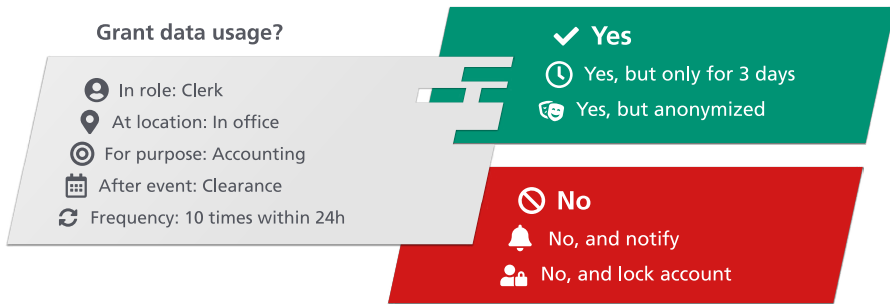 Grant data usage?
In role: Clerk
At location: In office
For purpose: Accounting
After event: Clearance
Frequency: 10 times within 24h
Yes
Yes, but only for 3 days
Yes, but anonymized
No
No, and notify
No, and lock account